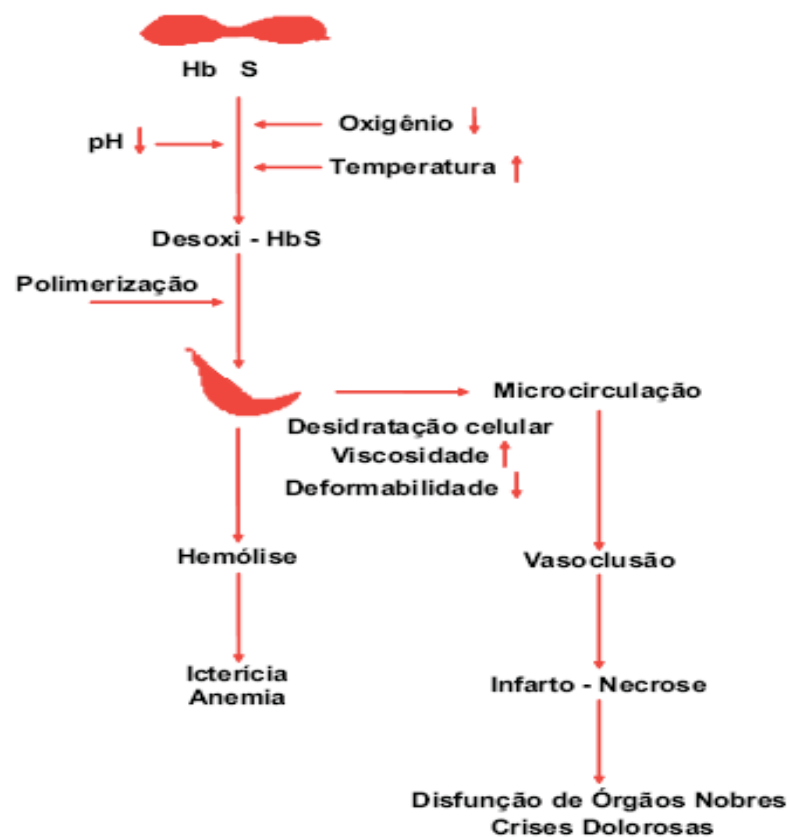 Hb S
Oxigênio
pH
Temperatura
Desoxi - HbS
Polimerização
Microcirculação
Desidratação celular
Viscosidade
Deformabilidade
Hemólise
Vasoclusão
Icterícia
Anemia
Infarto - Necrose
Disfunção de Órgãos Nobres
Crises Dolorosas